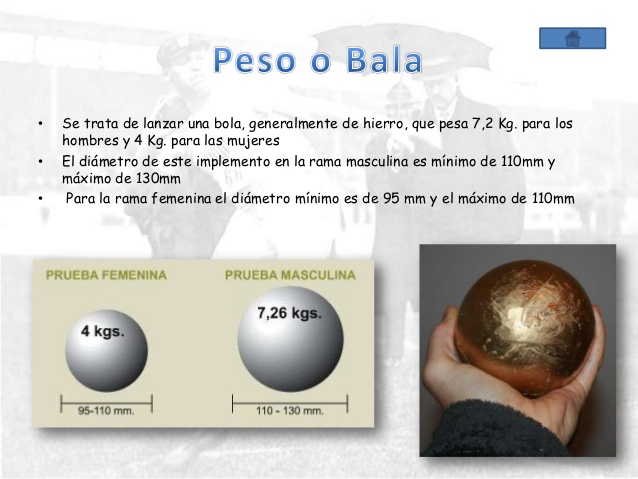 Peso o Bala
• Se trata de lanzar una bola, generalmente de hierro, que pesa 7,2 Kg. para los
hombres y 4 Kg. para las mujeres
• El diámetro de este implemento en la rama masculina es mínimo de 110mm y
máximo de 130mm
• Para la rama femenina el diámetro mínimo es de 95 mm y el máximo de 110mm
PRUEBA FEMENINA
4 kgs.
95-110 mm.
PRUEBA MASCULINA
7,26 kgs.
110 - 130 mm.